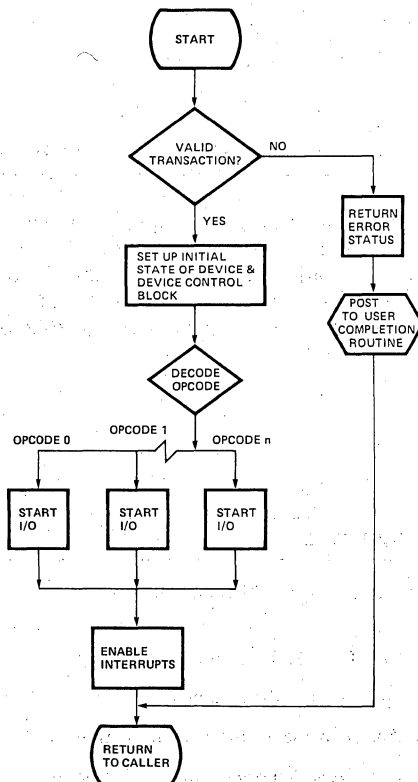 START
VALID
TRANSACTION?
NO
YES
RETURN
ERROR
STATUS
SET UP INITIAL
STATE OF DEVICE &
DEVICE CONTROL
BLOCK
POST
TO USER
COMPLETION
ROUTINE
DECODE
OPCODE
OPCODE 0
OPCODE 1
OPCODE n
START
I/O
START
I/O
START
I/O
ENABLE
INTERRUPTS
RETURN
TO CALLER